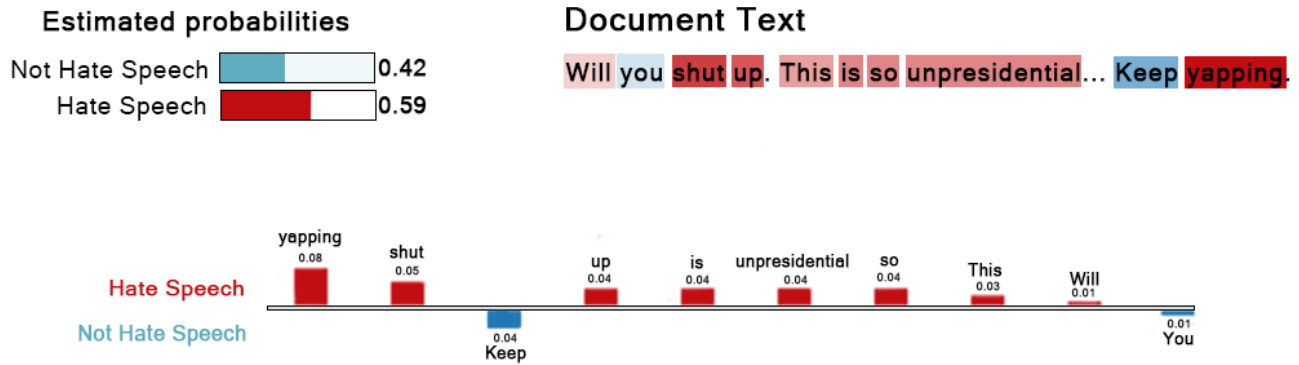 Estimated probabilities
Not Hate Speech 0.42
Hate Speech 0.59
Document Text
Will you shut up. This is so unpresidential... Keep yapping.
yapping
0.08
shut
0.05
up
0.04
is
0.04
unpresidential
0.04
so
0.04
This
0.03
Will
0.01
Hate Speech
Not Hate Speech
0.04
Keep
0.01
You